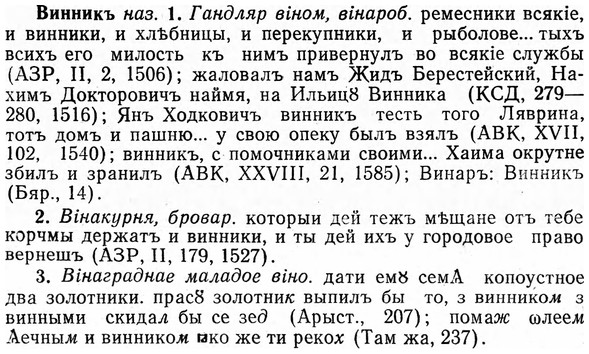 Винникъ наз. 1. Гандляр віном, вінароб. ремесники всякіе,
и винники, и хлѣбницы, и перекупники, и рыболове... тыхъ
всихъ его милость къ нимъ привернулъ во всякіе службы
(АЗР, II, 2, 1506); жаловалъ намъ Жидъ Берестейский, На-
химъ Докторовичъ наймя, на Ильицȣ Винника (КСД, 279—
280, 1516); Янъ Ходковичъ винникъ тесть того Ляврина,
тотъ дом и пашню... у свою опеку былъ взялъ (АВК, XVII,
102, 1540); винникъ, с помочниками своими... Хаима окрутне
збилъ и зранилъ (АВК, XXVIII, 21, 1585); Винаръ: Винникъ
(Бяр., 14).
2. Вінакурня, бровар. которыи дей тежъ мѣщане отъ тебе
корчмы держатъ и винники, и ты дей ихъ у городовое право
вернешъ (АЗР, II, 179, 1527).
3. Вінаграднае маладое віно. дати емȣ семѦ копоустное
два золотники. прасȣ золотник выпилъ бы то, з винником з
винными скидал бы се зед (Арыст., 207); помаж ѡлеем
Ѧечным и винником ꙗко же ти рекох (Там жа, 237).